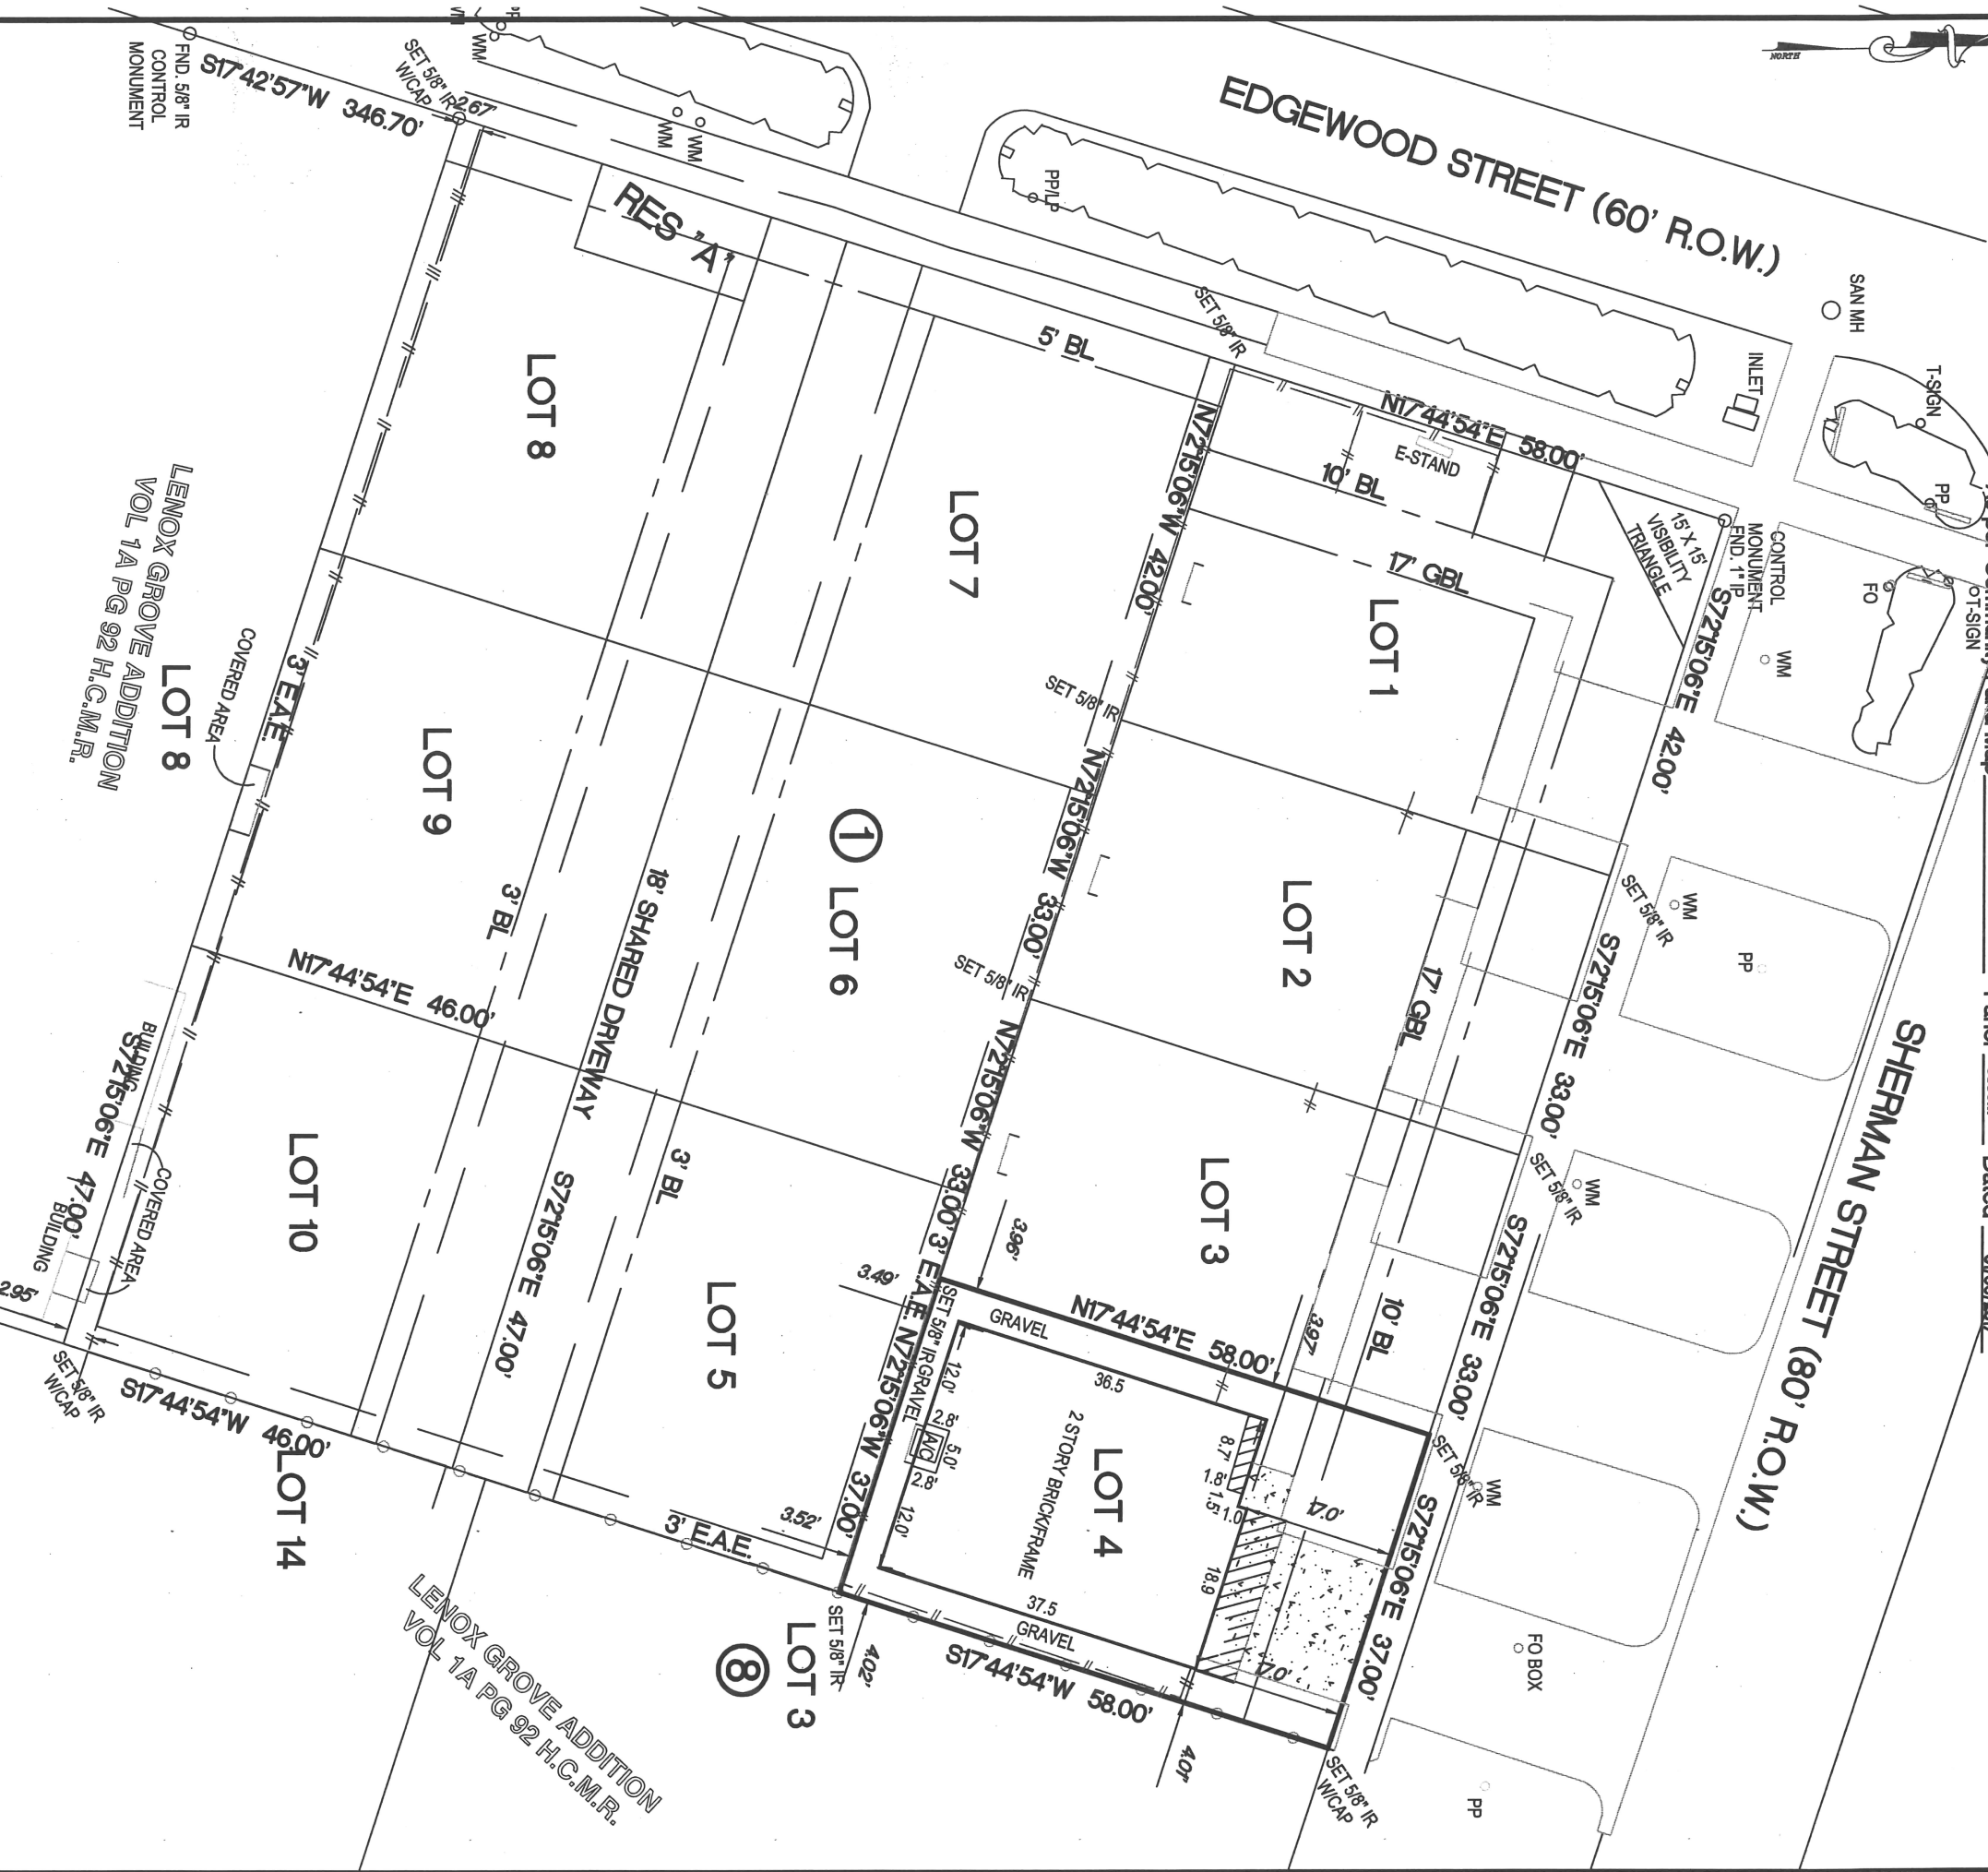 NORTH
EDGEWOOD STREET (60' R.O.W.)
SHERMAN STREET (80' R.O.W.)
FND. 5/8" IR
CONTROL
MONUMENT
S17°42'57"W 346.70'
SET 5/8" IR
W/CAP
2.67'
WM
WM
WM
PP/LP
RES "A"
5' BL
SET 5/8" IR
SAN MH
INLET
T-SIGN
PP
FO
T-SIGN
CONTROL
MONUMENT
FND. 1" IP
WM
N17°44'54"E 58.00'
E-STAND
10' BL
15' X 15'
VISIBILITY
TRIANGLE
17' GBL
LOT 1
S72°15'06"E 42.00'
N72°15'06"W 42.00'
SET 5/8" IR
LOT 8
LOT 7
LOT 2
SET 5/8" IR
WM
PP
N72°15'06"W 33.00'
SET 5/8" IR
S72°15'06"E 33.00'
17' GBL
LENOX GROVE ADDITION
VOL 1A PG 92 H.C.M.R.
LOT 8
COVERED AREA
3' E.A.E.
LOT 9
3' BL
18' SHARED DRVEWAY
1
LOT 6
N17°44'54"E 46.00'
N72°15'06"W 33.00'
LOT 3
SET 5/8" IR
WM
S72°15'06"E 33.00'
10' BL
3.96'
3.97'
BUILDING
S72°15'06"E 47.00'
COVERED AREA
BUILDING
2.95'
LOT 10
S72°15'06"E 47.00'
3' BL
LOT 5
3.49'
3' E.A.E.
SET 5/8" IR
GRAVEL
N72°15'06"W 37.00'
GRAVEL
N17°44'54"E 58.00'
12.0'
2.8'
A/C
5.0'
2.8'
12.0'
36.5
2 STORY BRICK/FRAME
LOT 4
8.7'
1.8'
1.5'
1.0
18.9
17.0'
17.0'
37.5
GRAVEL
SET 5/8" IR
WM
S72°15'06"E 37.00'
FO BOX
PP
SET 5/8" IR
W/CAP
S17°44'54"W 46.00'
LOT 14
3.52'
3' E.A.E.
SET 5/8" IR
4.02'
S17°44'54"W 58.00'
4.01'
SET 5/8" IR
W/CAP
LOT 3
8
LENOX GROVE ADDITION
VOL 1A PG 92 H.C.M.R.